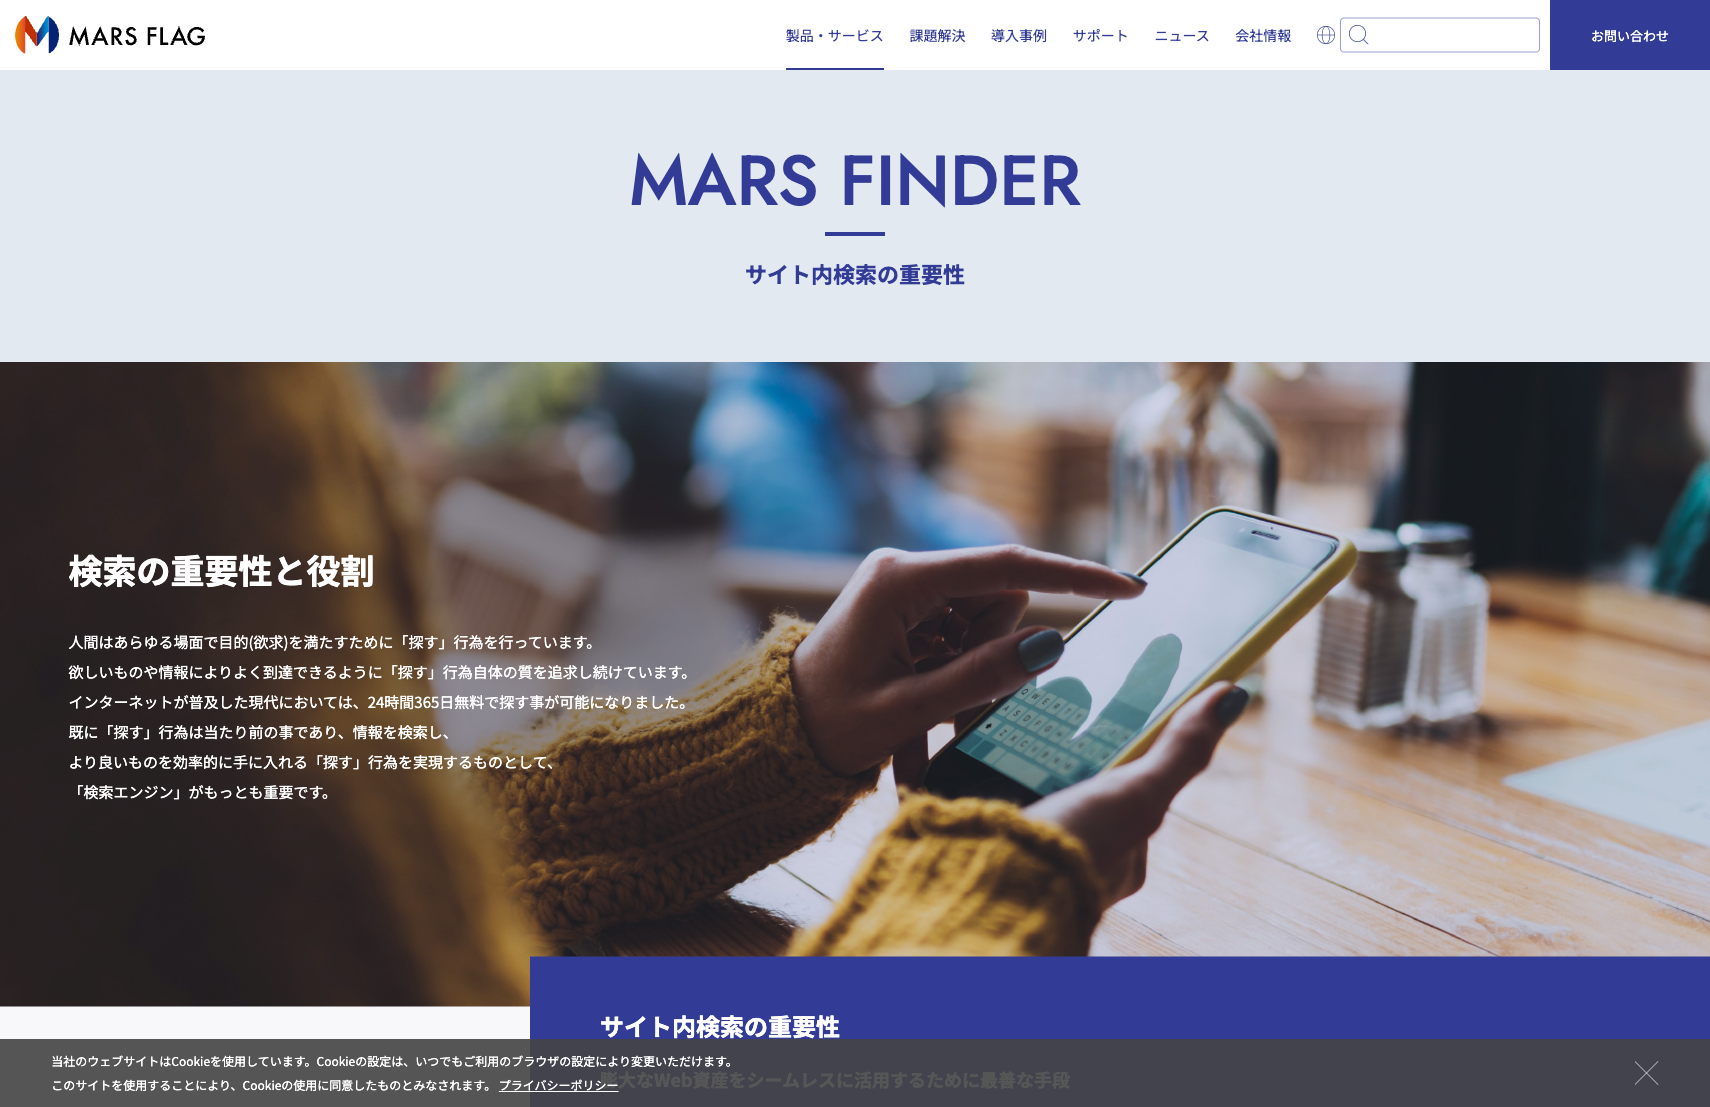 MARS FLAG
製品・サービス 課題解決 導入事例 サポート ニュース 会社情報 お問い合わせ
MARS FINDER
サイト内検索の重要性
検索の重要性と役割
人間はあらゆる場面で目的(欲求)を満たすために「探す」行為を行っています。
欲しいものや情報によりよく到達できるように「探す」行為自体の質を追求し続けています。
インターネットが普及した現代においては、24時間365日無料で探す事が可能になりました。
既に「探す」行為は当たり前の事であり、情報を検索し、
より良いものを効率的に手に入れる「探す」行為を実現するものとして、
「検索エンジン」がもっとも重要です。
サイト内検索の重要性
膨大なWeb資産をシームレスに活用するために最善な手段
当社のウェブサイトはCookieを使用しています。Cookieの設定は、いつでもご利用のブラウザの設定により変更いただけます。
このサイトを使用することにより、Cookieの使用に同意したものとみなされます。 プライバシーポリシー